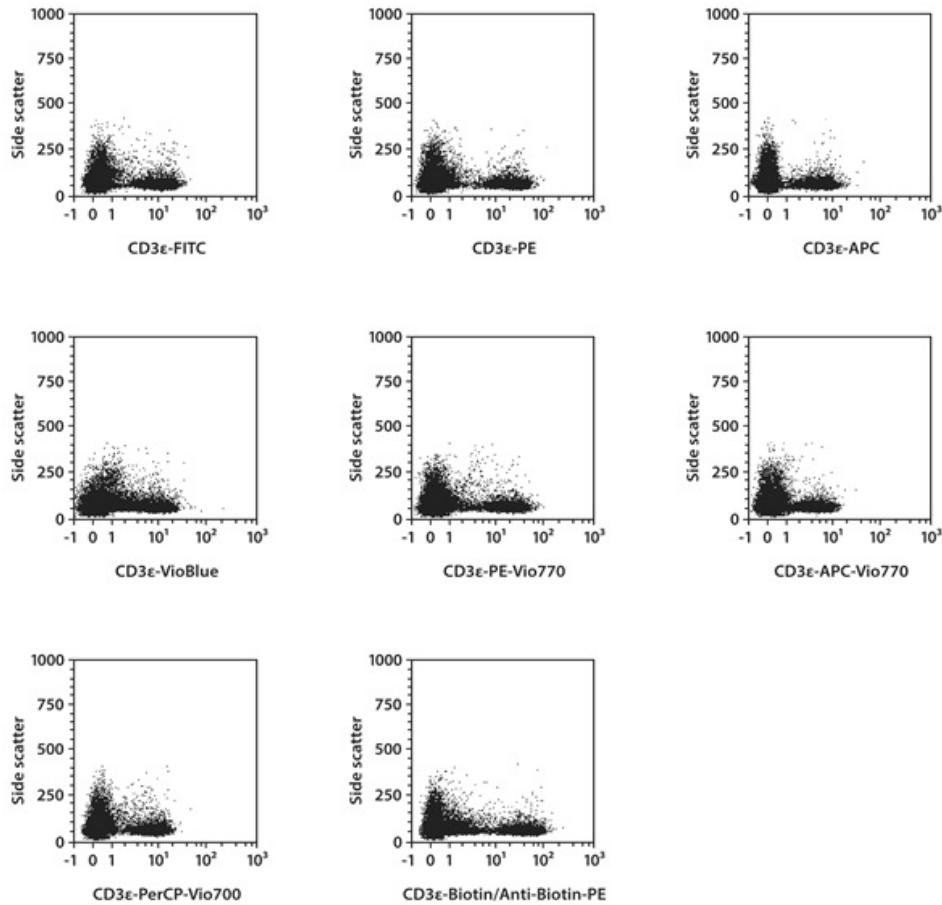 1000
750
500
250
0
Side scatter
-1 0 1 10¹ 10² 10³
CD3ε-FITC
1000
750
500
250
0
Side scatter
-1 0 1 10¹ 10² 10³
CD3ε-PE
1000
750
500
250
0
Side scatter
-1 0 1 10¹ 10² 10³
CD3ε-APC
1000
750
500
250
0
Side scatter
-1 0 1 10¹ 10² 10³
CD3ε-VioBlue
1000
750
500
250
0
Side scatter
-1 0 1 10¹ 10² 10³
CD3ε-PE-Vio770
1000
750
500
250
0
Side scatter
-1 0 1 10¹ 10² 10³
CD3ε-APC-Vio770
1000
750
500
250
0
Side scatter
-1 0 1 10¹ 10² 10³
CD3ε-PerCP-Vio700
1000
750
500
250
0
Side scatter
-1 0 1 10¹ 10² 10³
CD3ε-Biotin/Anti-Biotin-PE